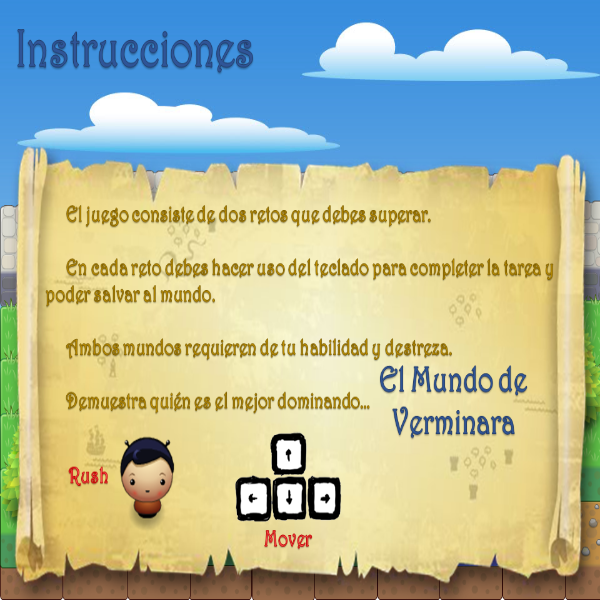 Instrucciones
El juego consiste de dos retos que debes superar.
En cada reto debes hacer uso del teclado para completer la tarea y
poder salvar al mundo.
Ambos mundos requieren de tu habilidad y destreza.
Demuestra quién es el mejor dominando...
El Mundo de
Verminara
Rush
Mover